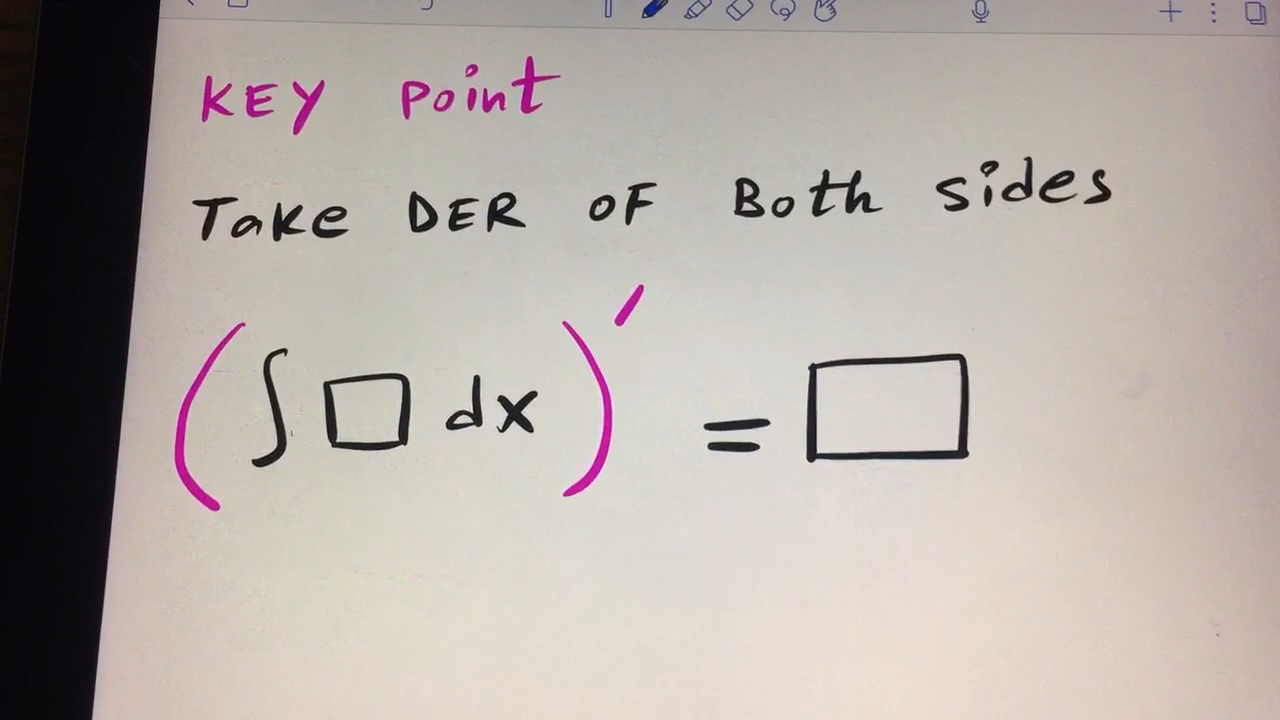 KEY Point
Take DER OF Both sides
(∫ □ dx)′ = □